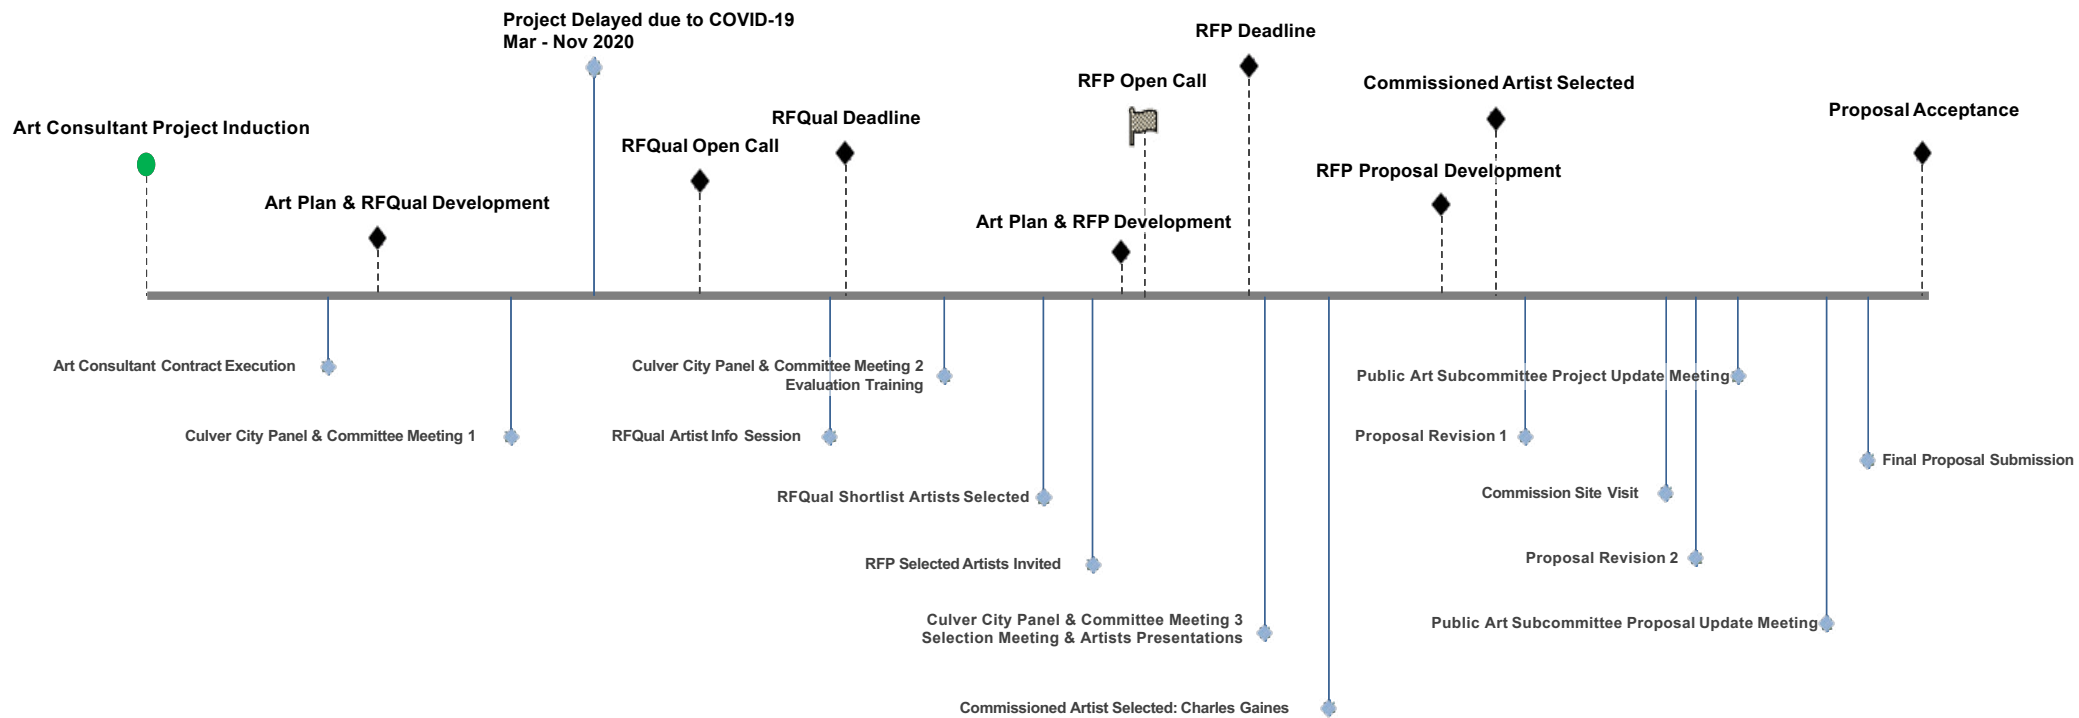 Project Delayed due to COVID-19
Mar - Nov 2020
RFP Deadline
RFP Open Call
Commissioned Artist Selected
Proposal Acceptance
Art Consultant Project Induction
RFQual Deadline
RFQual Open Call
RFP Proposal Development
Art Plan & RFQual Development
Art Plan & RFP Development
Art Consultant Contract Execution
Culver City Panel & Committee Meeting 2
Evaluation Training
Public Art Subcommittee Project Update Meeting
Culver City Panel & Committee Meeting 1
RFQual Artist Info Session
Proposal Revision 1
Final Proposal Submission
RFQual Shortlist Artists Selected
Commission Site Visit
RFP Selected Artists Invited
Proposal Revision 2
Culver City Panel & Committee Meeting 3
Selection Meeting & Artists Presentations
Public Art Subcommittee Proposal Update Meeting
Commissioned Artist Selected: Charles Gaines